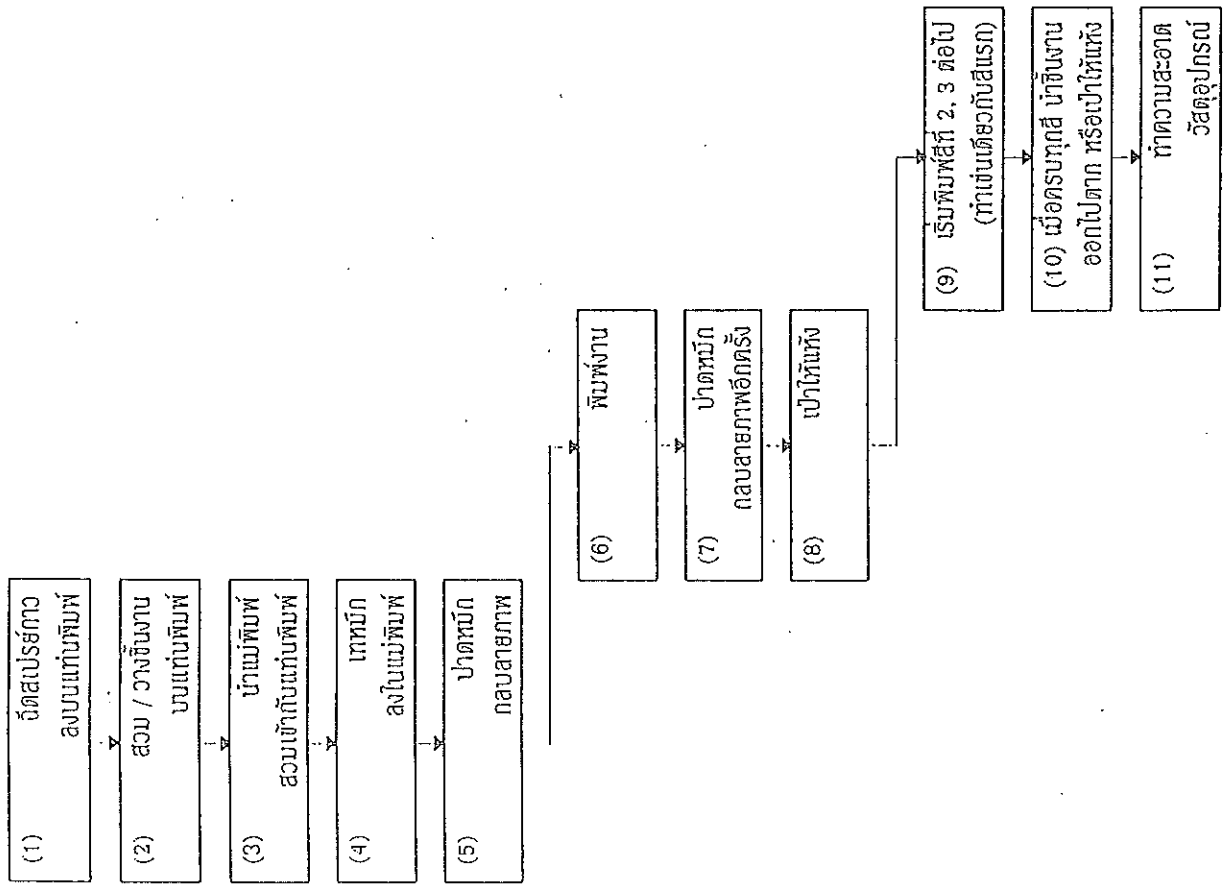 (1) ฉีดสเปรย์กาว
ลงบนแท่นพิมพ์
(2) สวม / วางชิ้นงาน
บนแท่นพิมพ์
(3) นำแม่พิมพ์
สวมเข้ากับแท่นพิมพ์
(4) เทหมึก
ลงในแม่พิมพ์
(5) ปาดหมึก
กลบลายภาพ
(6) พิมพ์งาน
(7) ปาดหมึก
กลบลายภาพอีกครั้ง
(8) เป่าให้แห้ง
(9) เริ่มพิมพ์สีที่ 2, 3 ต่อไป
(ทำเช่นเดียวกับสีแรก)
(10) เมื่อครบทุกสี นำชิ้นงาน
ออกไปตาก หรือเป่าให้แห้ง
(11) ทำความสะอาด
วัสดุอุปกรณ์